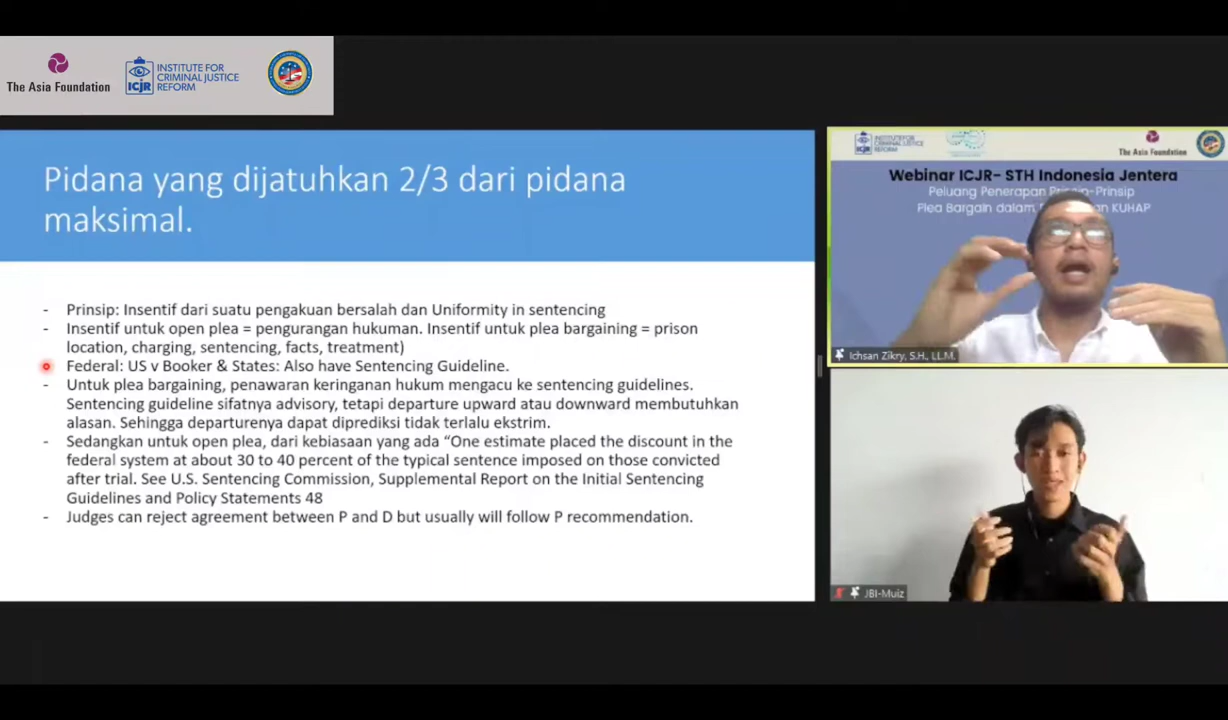 The Asia Foundation
ICJR
INSTITUTE FOR
CRIMINAL JUSTICE
REFORM
Pidana yang dijatuhkan 2/3 dari pidana
maksimal.
- Prinsip: Insentif dari suatu pengakuan bersalah dan Uniformity in sentencing
- Insentif untuk open plea = pengurangan hukuman. Insentif untuk plea bargaining = prison
location, charging, sentencing, facts, treatment)
Federal: US v Booker & States: Also have Sentencing Guideline.
- Untuk plea bargaining, penawaran keringanan hukum mengacu ke sentencing guidelines.
Sentencing guideline sifatnya advisory, tetapi departure upward atau downward membutuhkan
alasan. Sehingga departurenya dapat diprediksi tidak terlalu ekstrim.
- Sedangkan untuk open plea, dari kebiasaan yang ada “One estimate placed the discount in the
federal system at about 30 to 40 percent of the typical sentence imposed on those convicted
after trial. See U.S. Sentencing Commission, Supplemental Report on the Initial Sentencing
Guidelines and Policy Statements 48
- Judges can reject agreement between P and D but usually will follow P recommendation.
INSTITUTE FOR
CRIMINAL JUSTICE
REFORM
The Asia Foundation
Webinar ICJR- STH Indonesia Jentera
Peluang Penerapan Prinsip-Prinsip
Plea Bargain dalam KUHAP
Ichsan Zikry, S.H., LL.M.
JBI-Muiz